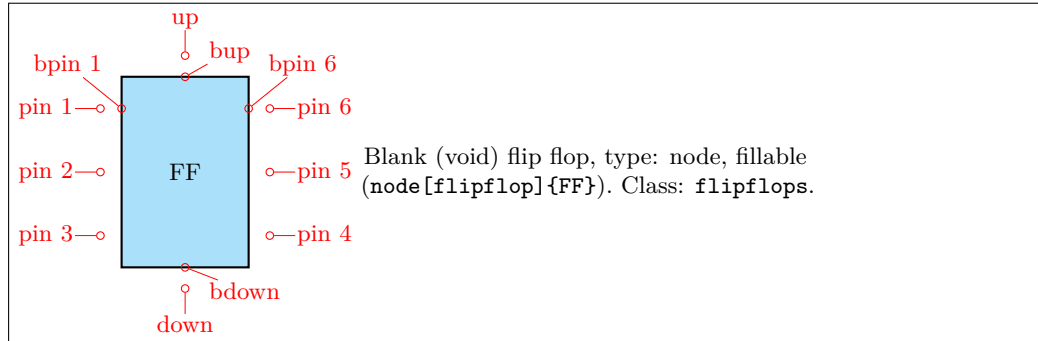 up
bup
bpin 1
bpin 6
pin 1
pin 6
pin 2
FF
pin 5
pin 3
pin 4
bdown
down
Blank (void) flip flop, type: node, fillable
(node[flipflop]{FF}). Class: flipflops.